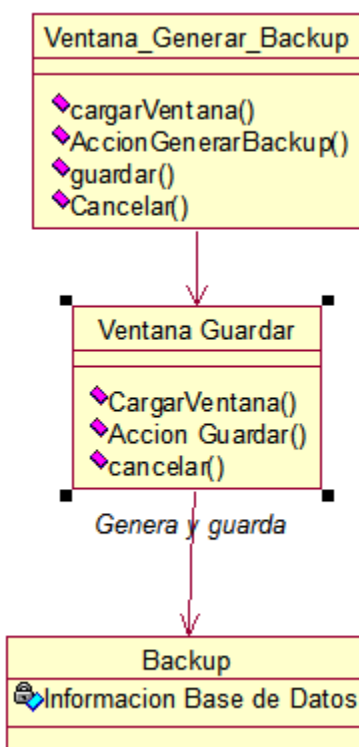 Ventana_Generar_Backup
cargarVentana()
AccionGenerarBackup()
guardar()
Cancelar()
Ventana Guardar
CargarVentana()
Accion Guardar()
cancelar()
Genera y guarda
Backup
Informacion Base de Datos